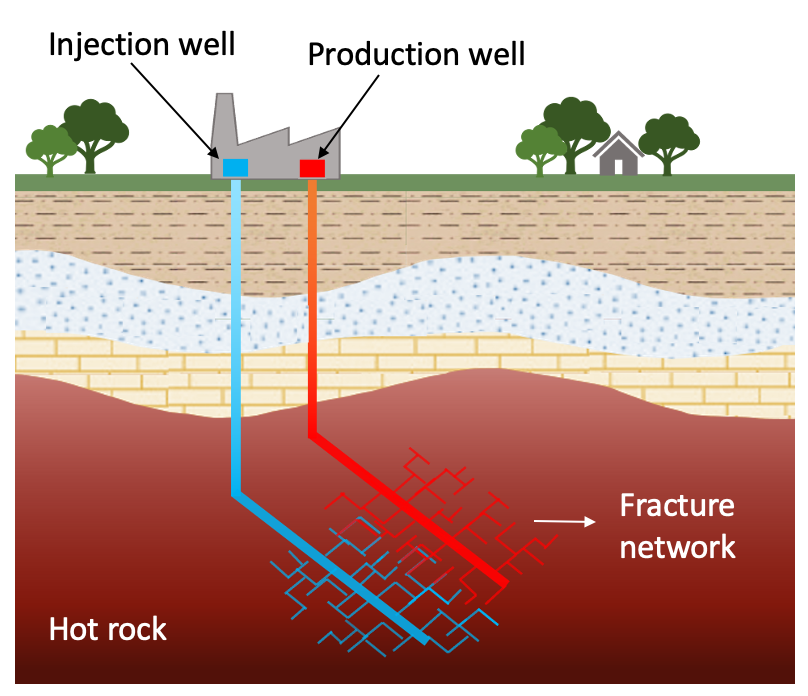 Injection well
Production well
Fracture
network
Hot rock